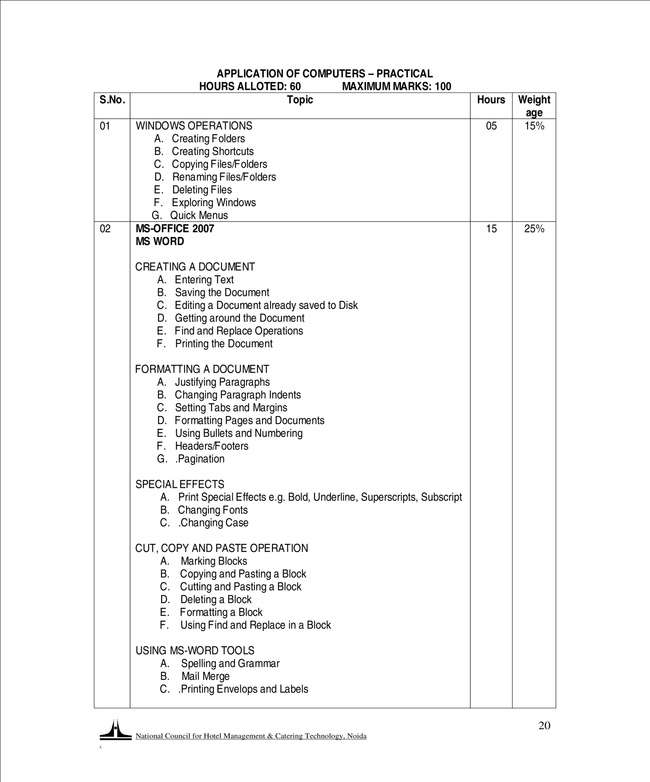 APPLICATION OF COMPUTERS – PRACTICAL
HOURS ALLOTED: 60 MAXIMUM MARKS: 100
S.No. Topic Hours Weight
age
01 WINDOWS OPERATIONS 05 15%
A. Creating Folders
B. Creating Shortcuts
C. Copying Files/Folders
D. Renaming Files/Folders
E. Deleting Files
F. Exploring Windows
G. Quick Menus
02 MS-OFFICE 2007 15 25%
MS WORD
CREATING A DOCUMENT
A. Entering Text
B. Saving the Document
C. Editing a Document already saved to Disk
D. Getting around the Document
E. Find and Replace Operations
F. Printing the Document
FORMATTING A DOCUMENT
A. Justifying Paragraphs
B. Changing Paragraph Indents
C. Setting Tabs and Margins
D. Formatting Pages and Documents
E. Using Bullets and Numbering
F. Headers/Footers
G. .Pagination
SPECIAL EFFECTS
A. Print Special Effects e.g. Bold, Underline, Superscripts, Subscript
B. Changing Fonts
C. .Changing Case
CUT, COPY AND PASTE OPERATION
A. Marking Blocks
B. Copying and Pasting a Block
C. Cutting and Pasting a Block
D. Deleting a Block
E. Formatting a Block
F. Using Find and Replace in a Block
USING MS-WORD TOOLS
A. Spelling and Grammar
B. Mail Merge
C. .Printing Envelops and Labels
20
National Council for Hotel Management & Catering Technology, Noida